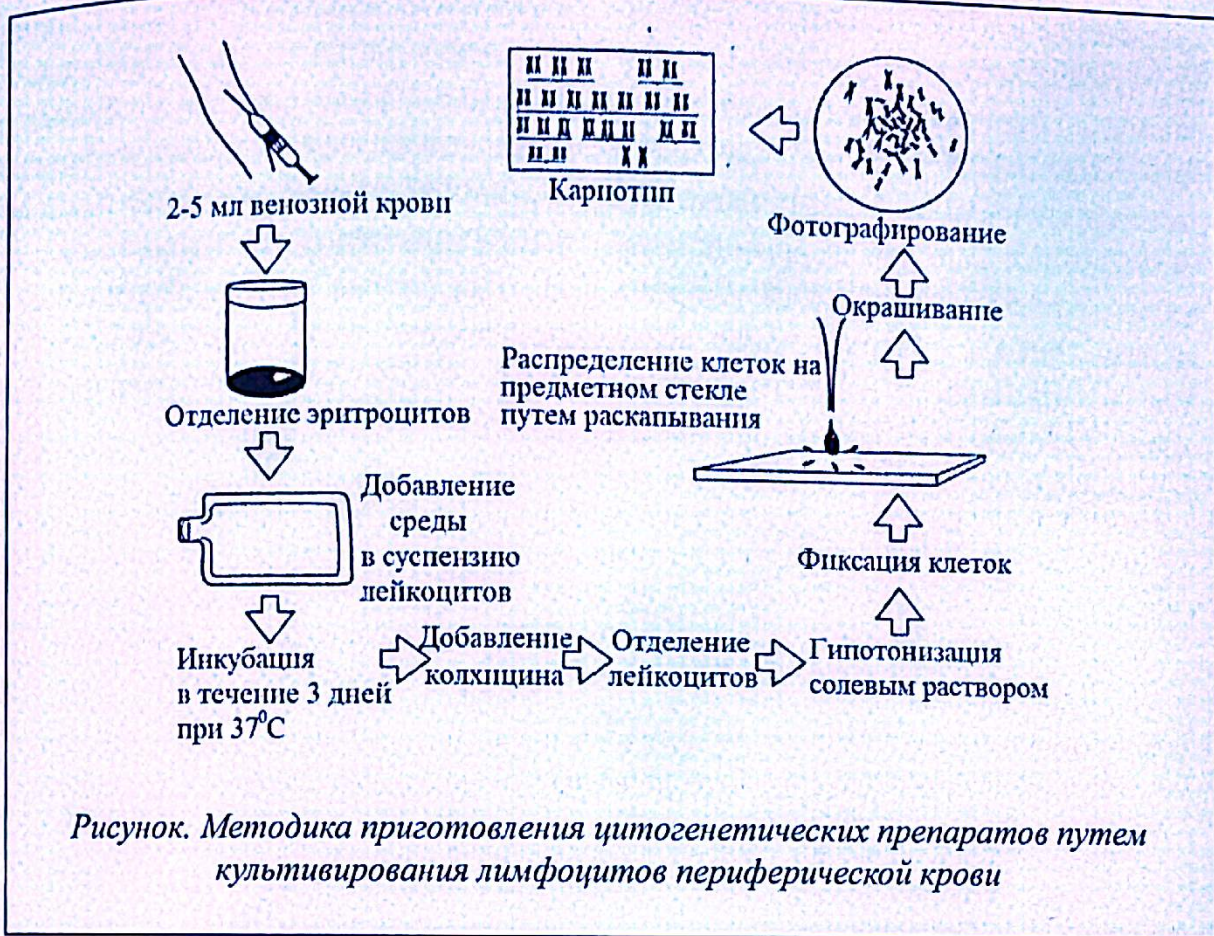 2-5 мл венозной крови
Отделение эритроцитов
Добавление
среды
в суспензию
лейкоцитов
Инкубация
в течение 3 дней
при 37⁰С
Добавление
колхицина
Отделение
лейкоцитов
Гипотонизация
солевым раствором
Фиксация клеток
Распределение клеток на
предметном стекле
путем раскапывания
Окрашивание
Фотографирование
Кариотип
Рисунок. Методика приготовления цитогенетических препаратов путем
культивирования лимфоцитов периферической крови